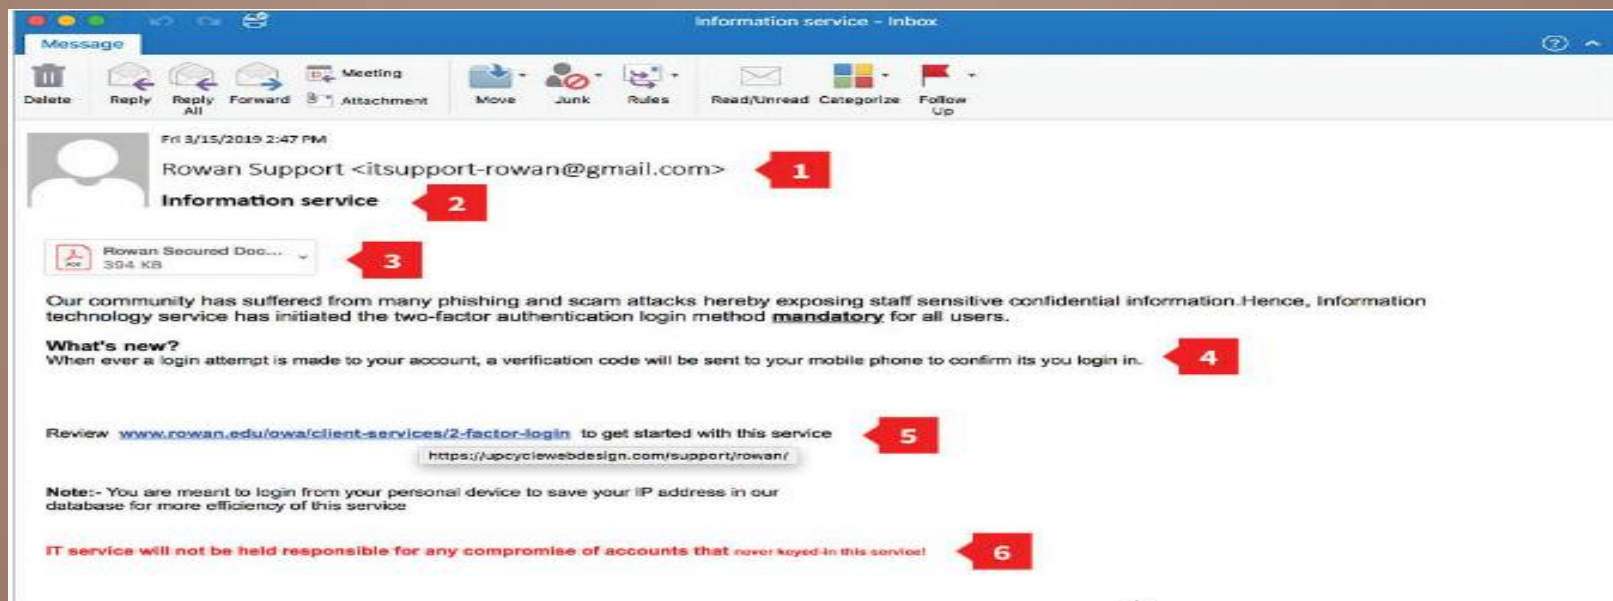 Information service – Inbox
Message
Delete
Reply
Reply All
Forward
Meeting
Attachment
Move
Junk
Rules
Read/Unread
Categorize
Follow Up
Fri 3/15/2019 2:47 PM
Rowan Support <itsupport-rowan@gmail.com>
1
Information service
2
Rowan Secured Doc...
394 KB
3
Our community has suffered from many phishing and scam attacks hereby exposing staff sensitive confidential information.Hence, Information
technology service has initiated the two-factor authentication login method mandatory for all users.
What's new?
When ever a login attempt is made to your account, a verification code will be sent to your mobile phone to confirm its you login in.
4
Review www.rowan.edu/owa/client-services/2-factor-login to get started with this service
5
https://upcyclewebdesign.com/support/rowan/
Note:- You are meant to login from your personal device to save your IP address in our
database for more efficiency of this service
IT service will not be held responsible for any compromise of accounts that never keyed-in this service!
6